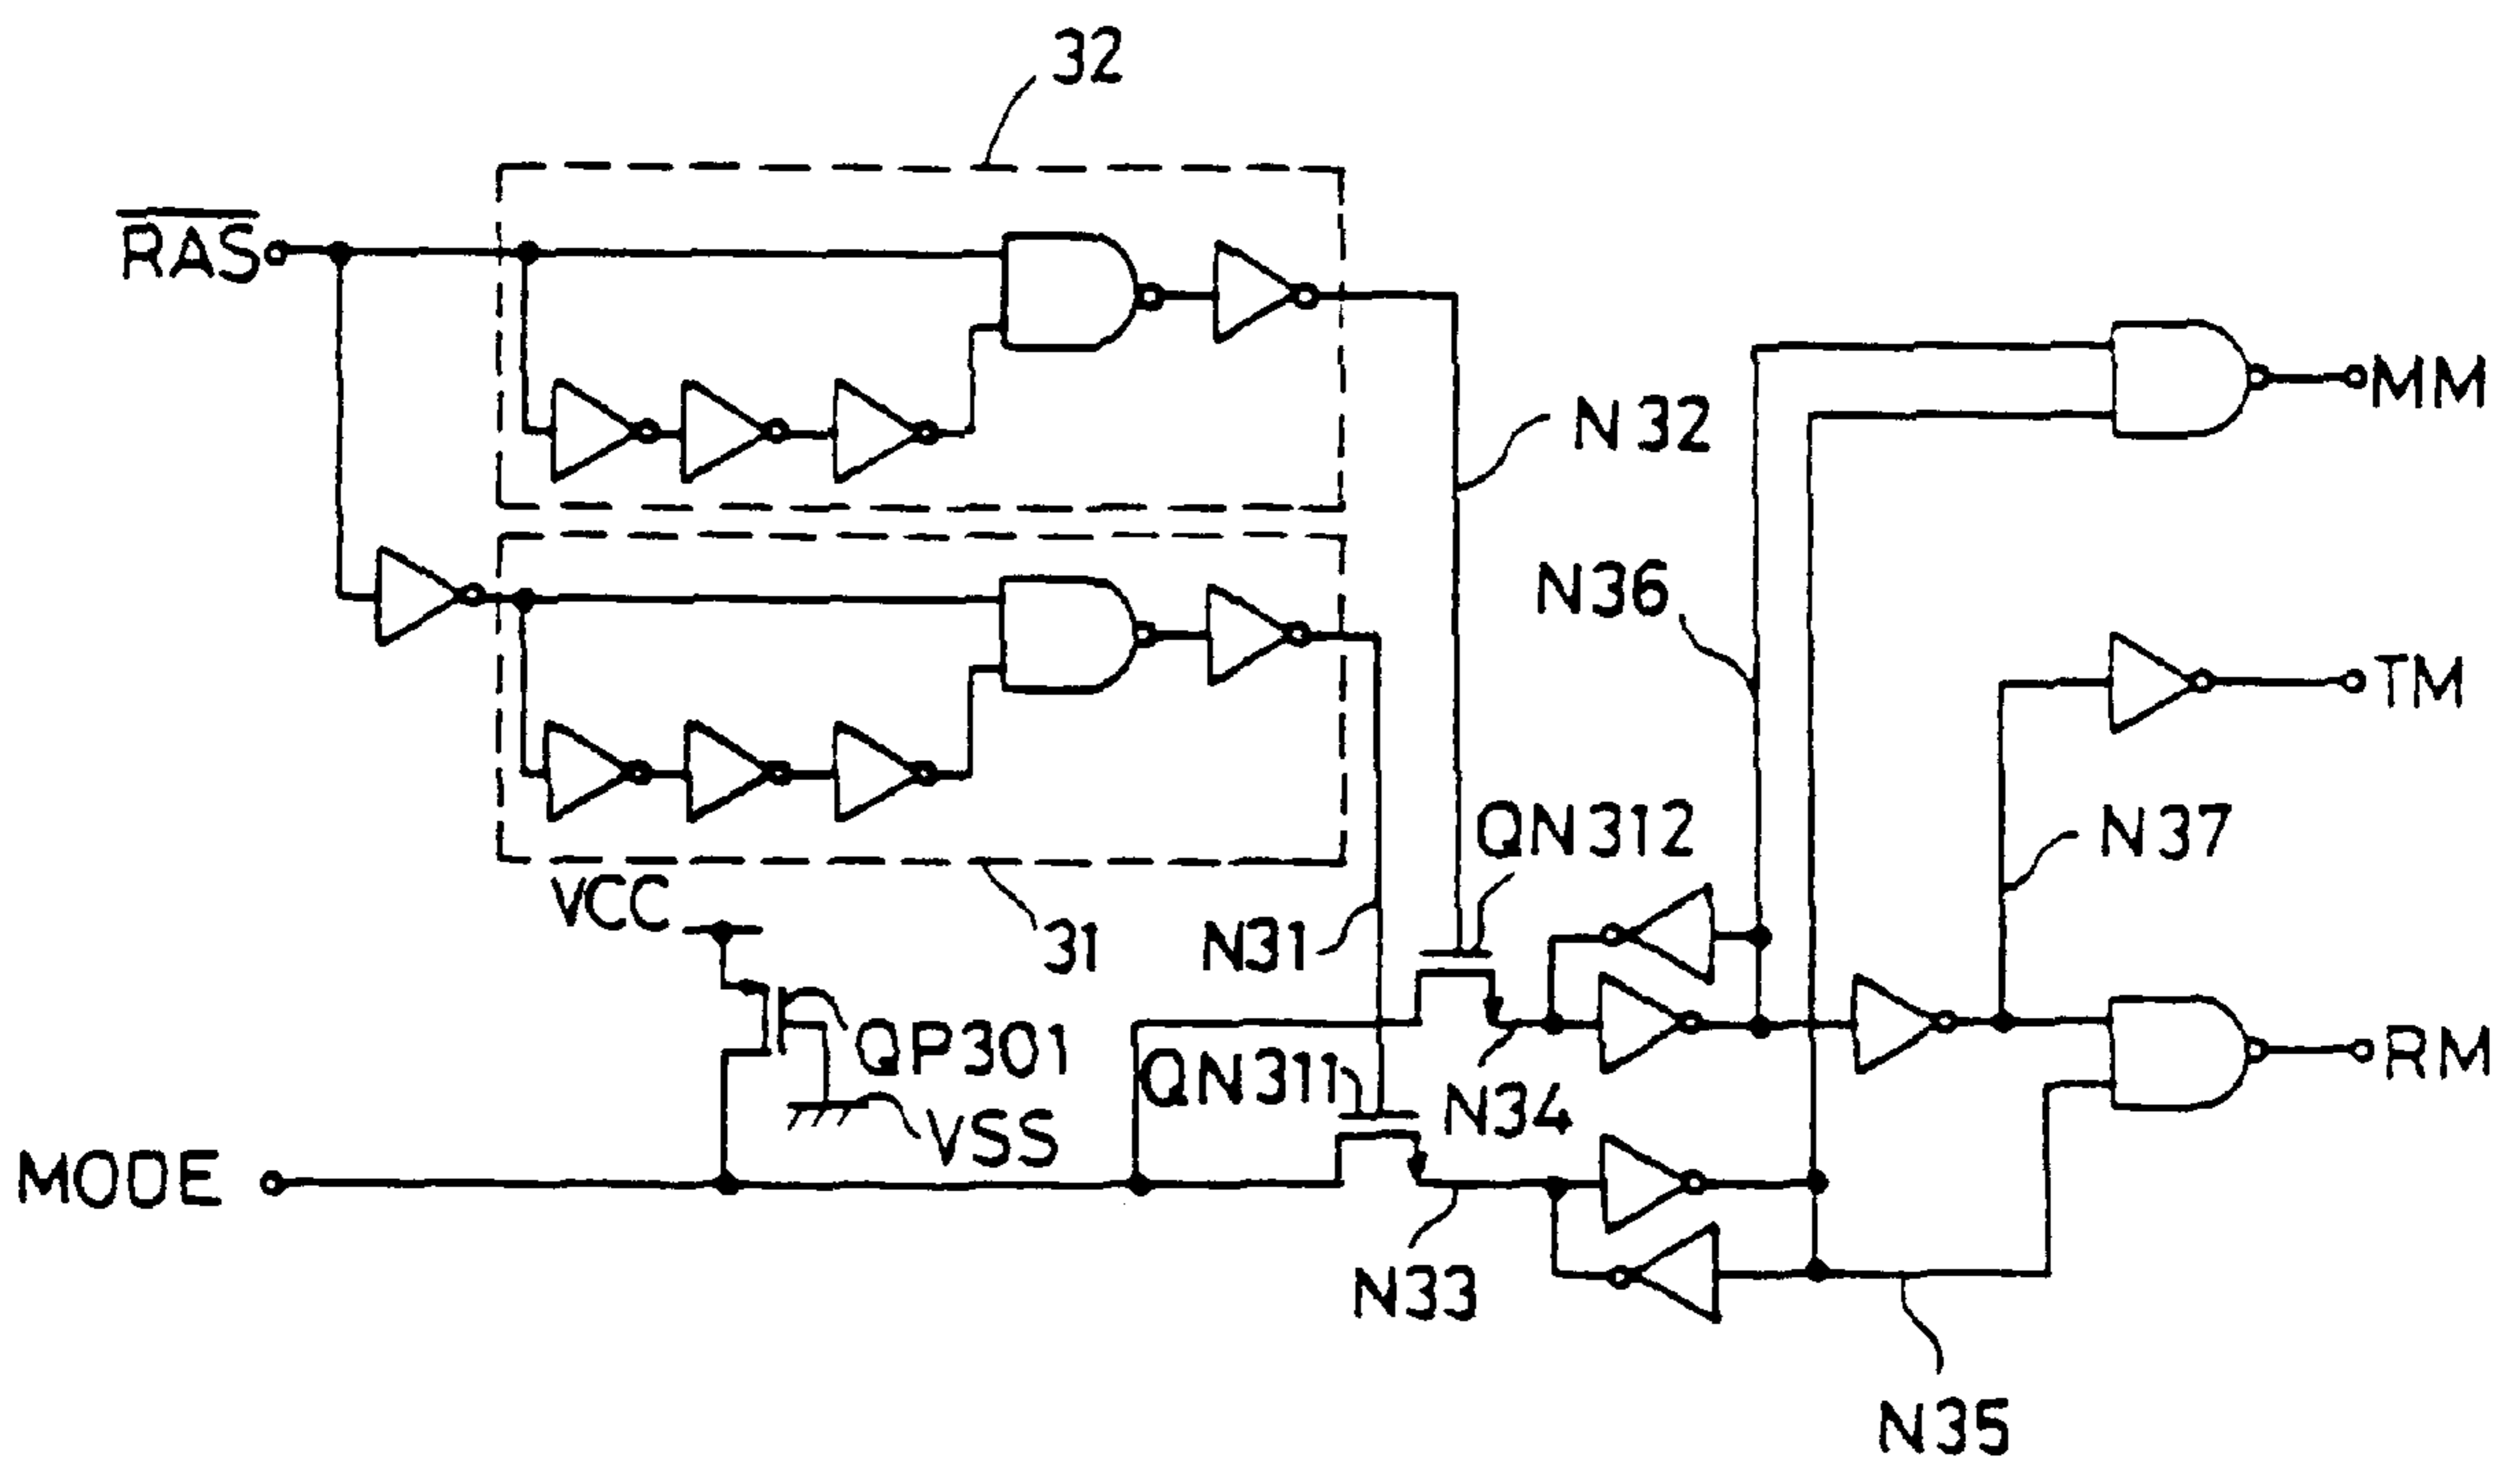 32
RAS
MM
N32
N36
TM
QN312
N37
VCC
N31
31
QP301
QN311
RM
N34
VSS
MODE
N33
N35